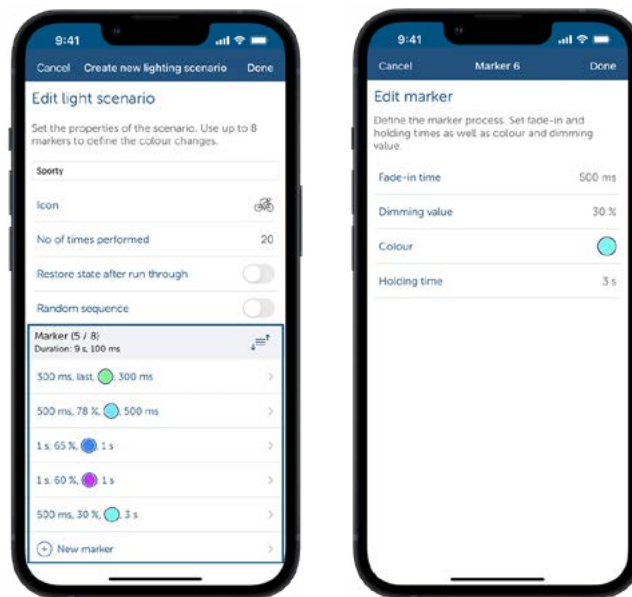 9:41
Cancel Create new lighting scenario Done
Edit light scenario
Set the properties of the scenario. Use up to 8
markers to define the colour changes.
Sporty
Icon
No of times performed 20
Restore state after run through
Random sequence
Marker (5 / 8)
Duration: 9 s, 100 ms
300 ms, last, , 300 ms
500 ms, 78 %, , 500 ms
1 s, 65 %, , 1 s
1 s, 60 %, , 1 s
500 ms, 30 %, , 3 s
New marker
9:41
Cancel Marker 6 Done
Edit marker
Define the marker process. Set fade-in and
holding times as well as colour and dimming
value.
Fade-in time 500 ms
Dimming value 30 %
Colour
Holding time 3 s